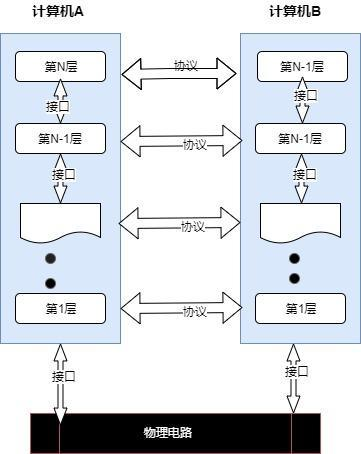 计算机A 计算机B
第N层 协议 第N-1层
接口 接口
第N-1层 协议 第N-1层
接口 接口
协议
第1层 协议 第1层
接口 接口
物理电路